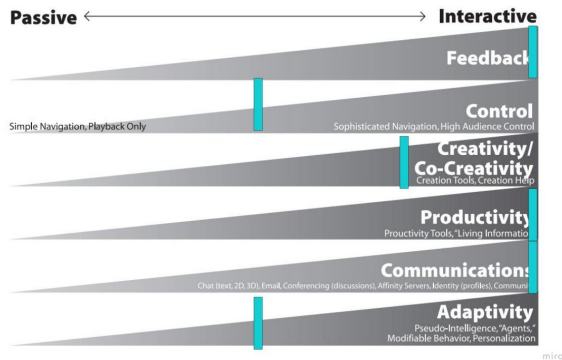 Passive Interactive
Feedback
Control
Simple Navigation, Playback Only Sophisticated Navigation, High Audience Control
Creativity/
Co-Creativity
Creation Tools, Creation Help
Productivity
Prouctivity Tools, "Living Informatio
Communications
Chat (text, 2D, 3D), Email, Conferencing (discussions), Affinity Servers, Identity (profiles), Communi
Adaptivity
Pseudo-Intelligence, "Agents,"
Modifiable Behavior, Personalization
miro